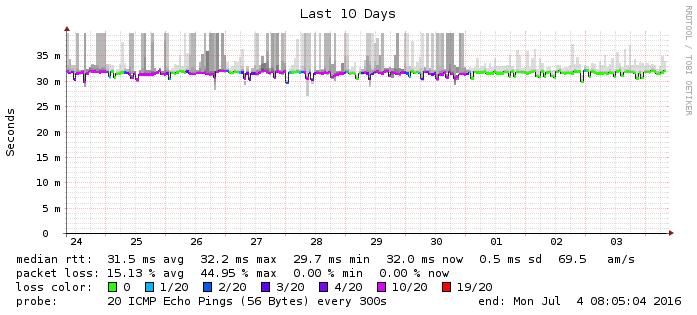 Last 10 Days
RRDTOOL / TOBI OETIKER
Seconds
35 m
30 m
25 m
20 m
15 m
10 m
5 m
0
24 25 26 27 28 29 30 01 02 03
median rtt: 31.5 ms avg 32.2 ms max 29.7 ms min 32.0 ms now 0.5 ms sd 69.5 am/s
packet loss: 15.13 % avg 44.95 % max 0.00 % min 0.00 % now
loss color: 0 1/20 2/20 3/20 4/20 10/20 19/20
probe: 20 ICMP Echo Pings (56 Bytes) every 300s end: Mon Jul 4 08:05:04 2016